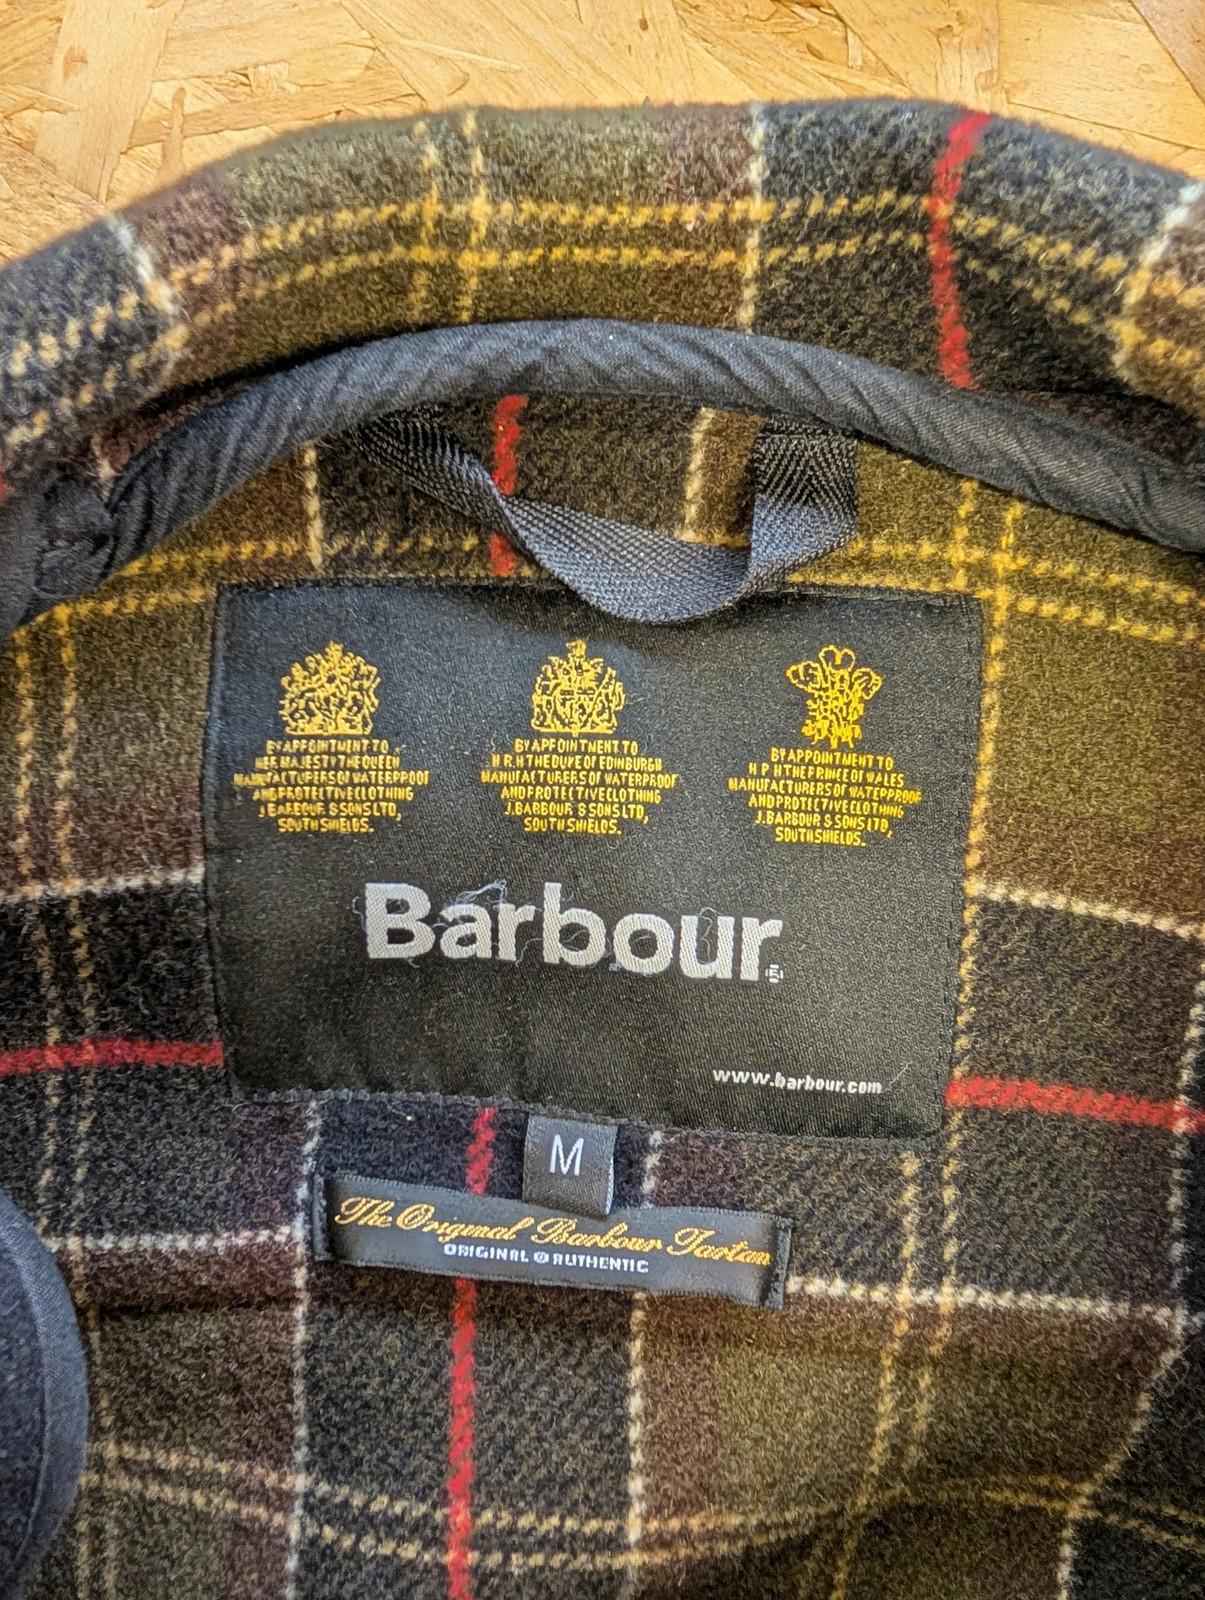 BY APPOINTMENT TO
HER MAJESTY THE QUEEN
MANUFACTURERS OF WATERPROOF
AND PROTECTIVE CLOTHING
J.BARBOUR & SONS LTD,
SOUTH SHIELDS.
BY APPOINTMENT TO
H.R.H THE DUKE OF EDINBURGH
MANUFACTURERS OF WATERPROOF
AND PROTECTIVE CLOTHING
J.BARBOUR & SONS LTD,
SOUTH SHIELDS.
BY APPOINTMENT TO
H R H THE PRINCE OF WALES
MANUFACTURERS OF WATERPROOF
AND PROTECTIVE CLOTHING
J.BARBOUR & SONS LTD,
SOUTH SHIELDS.
Barbour
www.barbour.com
M
The Original Barbour Tartan
ORIGINAL & AUTHENTIC